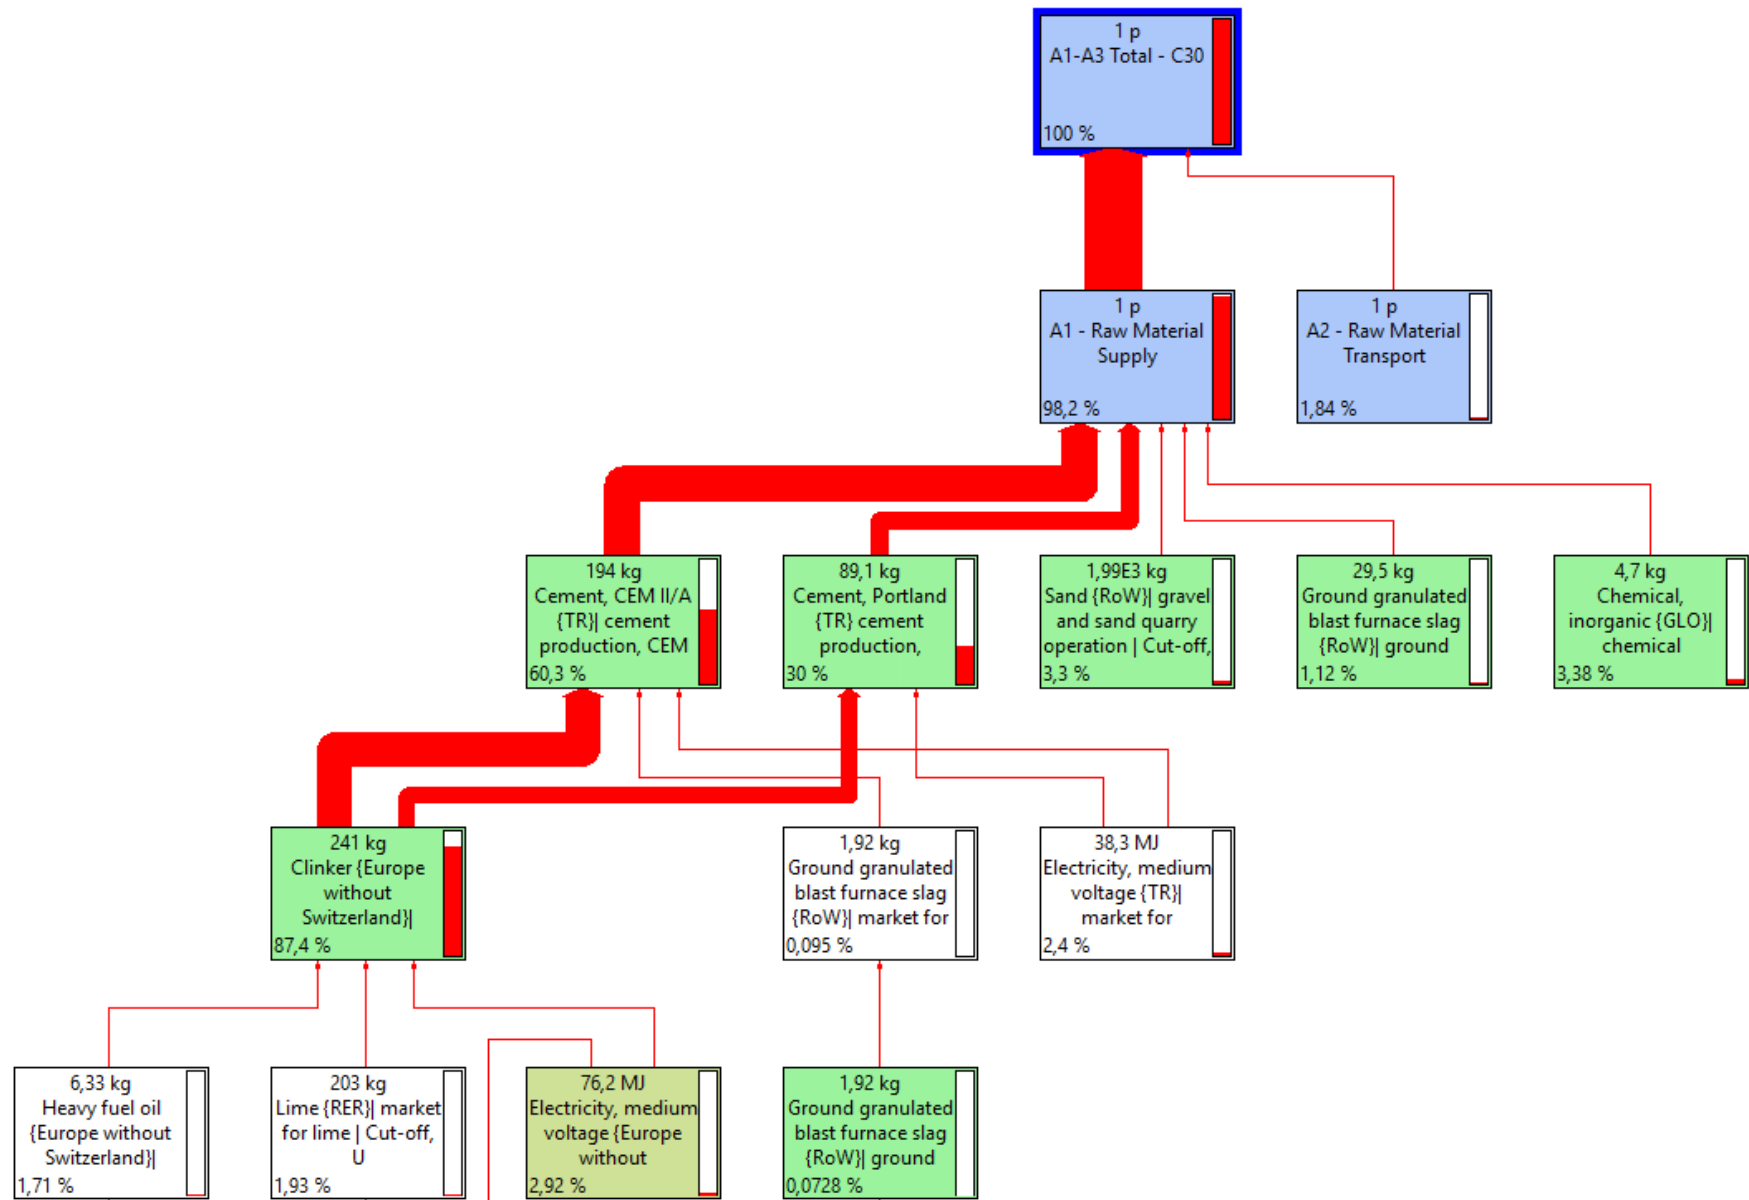 1 p
A1-A3 Total - C30
100 %
1 p
A1 - Raw Material
Supply
98,2 %
1 p
A2 - Raw Material
Transport
1,84 %
194 kg
Cement, CEM II/A
{TR}| cement
production, CEM
60,3 %
89,1 kg
Cement, Portland
{TR} cement
production,
30 %
1,99E3 kg
Sand {RoW}| gravel
and sand quarry
operation | Cut-off,
3,3 %
29,5 kg
Ground granulated
blast furnace slag
{RoW}| ground
1,12 %
4,7 kg
Chemical,
inorganic {GLO}|
chemical
3,38 %
241 kg
Clinker {Europe
without
Switzerland}|
87,4 %
1,92 kg
Ground granulated
blast furnace slag
{RoW}| market for
0,095 %
38,3 MJ
Electricity, medium
voltage {TR}|
market for
2,4 %
6,33 kg
Heavy fuel oil
{Europe without
Switzerland}|
1,71 %
203 kg
Lime {RER}| market
for lime | Cut-off,
U
1,93 %
76,2 MJ
Electricity, medium
voltage {Europe
without
2,92 %
1,92 kg
Ground granulated
blast furnace slag
{RoW}| ground
0,0728 %